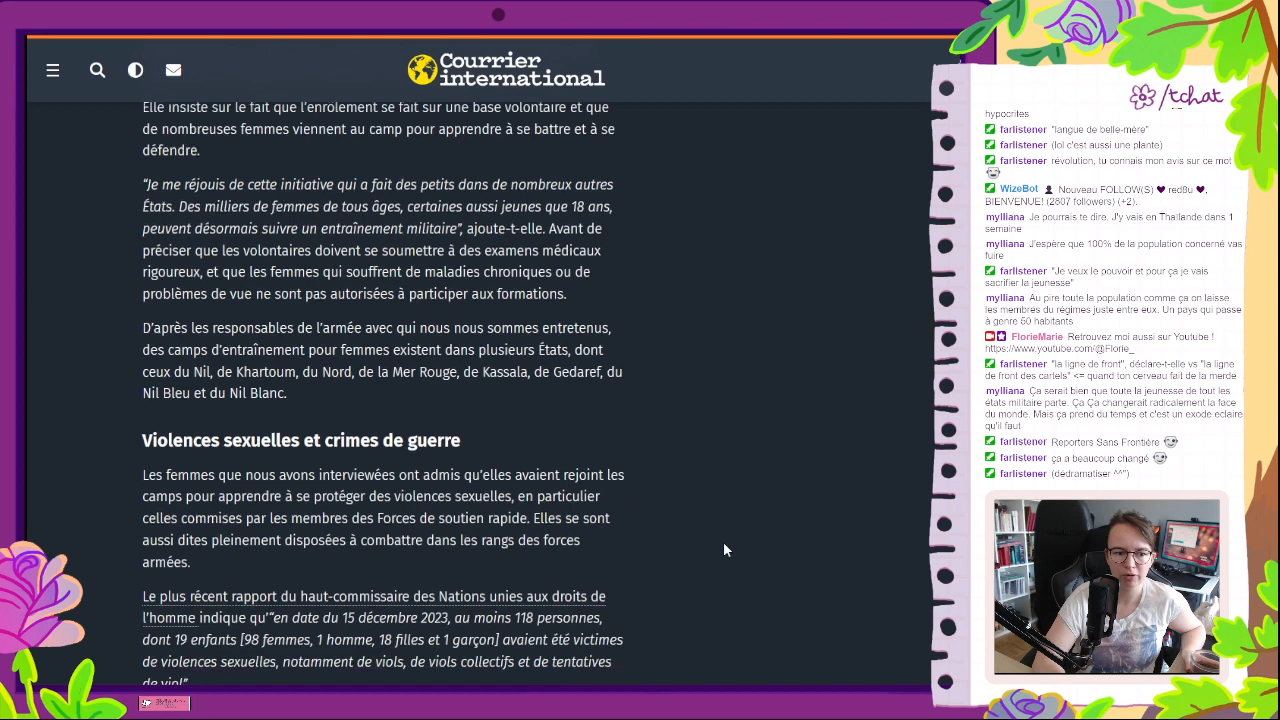 Courrier
international
Elle insiste sur le fait que l'enrôlement se fait sur une base volontaire et que
de nombreuses femmes viennent au camp pour apprendre à se battre et à se
défendre.
“Je me réjouis de cette initiative qui a fait des petits dans de nombreux autres
États. Des milliers de femmes de tous âges, certaines aussi jeunes que 18 ans,
peuvent désormais suivre un entraînement militaire”, ajoute-t-elle. Avant de
préciser que les volontaires doivent se soumettre à des examens médicaux
rigoureux, et que les femmes qui souffrent de maladies chroniques ou de
problèmes de vue ne sont pas autorisées à participer aux formations.
D'après les responsables de l'armée avec qui nous nous sommes entretenus,
des camps d'entraînement pour femmes existent dans plusieurs États, dont
ceux du Nil, de Khartoum, du Nord, de la Mer Rouge, de Kassala, de Gedaref, du
Nil Bleu et du Nil Blanc.
Violences sexuelles et crimes de guerre
Les femmes que nous avons interviewées ont admis qu'elles avaient rejoint les
camps pour apprendre à se protéger des violences sexuelles, en particulier
celles commises par les membres des Forces de soutien rapide. Elles se sont
aussi dites pleinement disposées à combattre dans les rangs des forces
armées.
Le plus récent rapport du haut-commissaire des Nations unies aux droits de
l'homme indique qu'“en date du 15 décembre 2023, au moins 118 personnes,
dont 19 enfants [98 femmes, 1 homme, 18 filles et 1 garçon] avaient été victimes
de violences sexuelles, notamment de viols, de viols collectifs et de tentatives
de viol”
/tchat
hypocrites
farlistener "langue de belle-mère"
farlistener (lol c'est aussi une plante)
farlistener révolution, tu connais mon avis sur ce mot
WizeBot Nouveau FOLLOW(S) ♥ red8u ♥,
BIENVENUE! (2807 followers) (+2).
mylliana Je pourrais te dire. J'y vais en Thaïlande dans 1
semaine
mylliana J'espère que 100% de la population concerné vas
fuire
farlistener "Je veux le pouvoir et pour ça je vais
sacrifier la jeunesse"
mylliana Au pire toute la population comme ça on laisse
les membres du régimes juste entre eux. Un pays qui passe
à genre 50 habitants
FlorieMarie Retrouvez moi aussi sur Youtube !
https://www.youtube.com/@Florie_
farlistener "la ligne de front", déclare-t-elle vs "la ligne
de front des cartels" <= quand ton cerveau fait de la merde
mylliana Ça serait bien que toute la jeunesse de tout les
états militaire parte. Ça Ça changerait radicalement la face
du monde. Mais ça prend du temps et c'est un exode eclaire
qu'il faut
farlistener Reporters Sans Frontière
farlistener ça a beaucoup changé
farlistener (dédramatiser ^^")